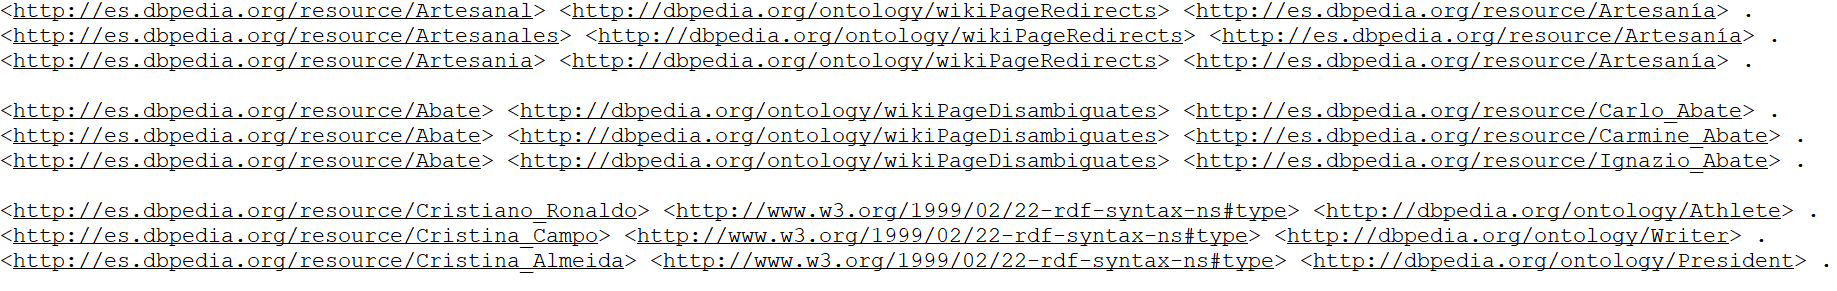 <http://es.dbpedia.org/resource/Artesanal> <http://dbpedia.org/ontology/wikiPageRedirects> <http://es.dbpedia.org/resource/Artesanía> .
<http://es.dbpedia.org/resource/Artesanales> <http://dbpedia.org/ontology/wikiPageRedirects> <http://es.dbpedia.org/resource/Artesanía> .
<http://es.dbpedia.org/resource/Artesania> <http://dbpedia.org/ontology/wikiPageRedirects> <http://es.dbpedia.org/resource/Artesanía> .
<http://es.dbpedia.org/resource/Abate> <http://dbpedia.org/ontology/wikiPageDisambiguates> <http://es.dbpedia.org/resource/Carlo_Abate> .
<http://es.dbpedia.org/resource/Abate> <http://dbpedia.org/ontology/wikiPageDisambiguates> <http://es.dbpedia.org/resource/Carmine_Abate> .
<http://es.dbpedia.org/resource/Abate> <http://dbpedia.org/ontology/wikiPageDisambiguates> <http://es.dbpedia.org/resource/Ignazio_Abate> .
<http://es.dbpedia.org/resource/Cristiano_Ronaldo> <http://www.w3.org/1999/02/22-rdf-syntax-ns#type> <http://dbpedia.org/ontology/Athlete> .
<http://es.dbpedia.org/resource/Cristina_Campo> <http://www.w3.org/1999/02/22-rdf-syntax-ns#type> <http://dbpedia.org/ontology/Writer> .
<http://es.dbpedia.org/resource/Cristina_Almeida> <http://www.w3.org/1999/02/22-rdf-syntax-ns#type> <http://dbpedia.org/ontology/President> .